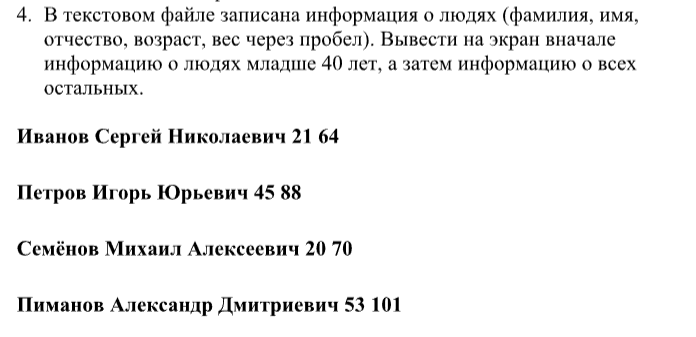 4. В текстовом файле записана информация о людях (фамилия, имя,
отчество, возраст, вес через пробел). Вывести на экран вначале
информацию о людях младше 40 лет, а затем информацию о всех
остальных.
Иванов Сергей Николаевич 21 64
Петров Игорь Юрьевич 45 88
Семёнов Михаил Алексеевич 20 70
Пиманов Александр Дмитриевич 53 101